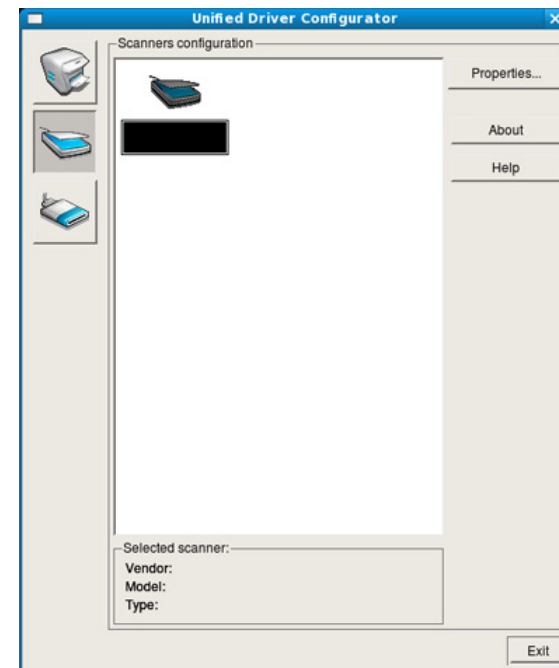 Unified Driver Configurator
Scanners configuration
Properties...
About
Help
Selected scanner:
Vendor:
Model:
Type:
Exit